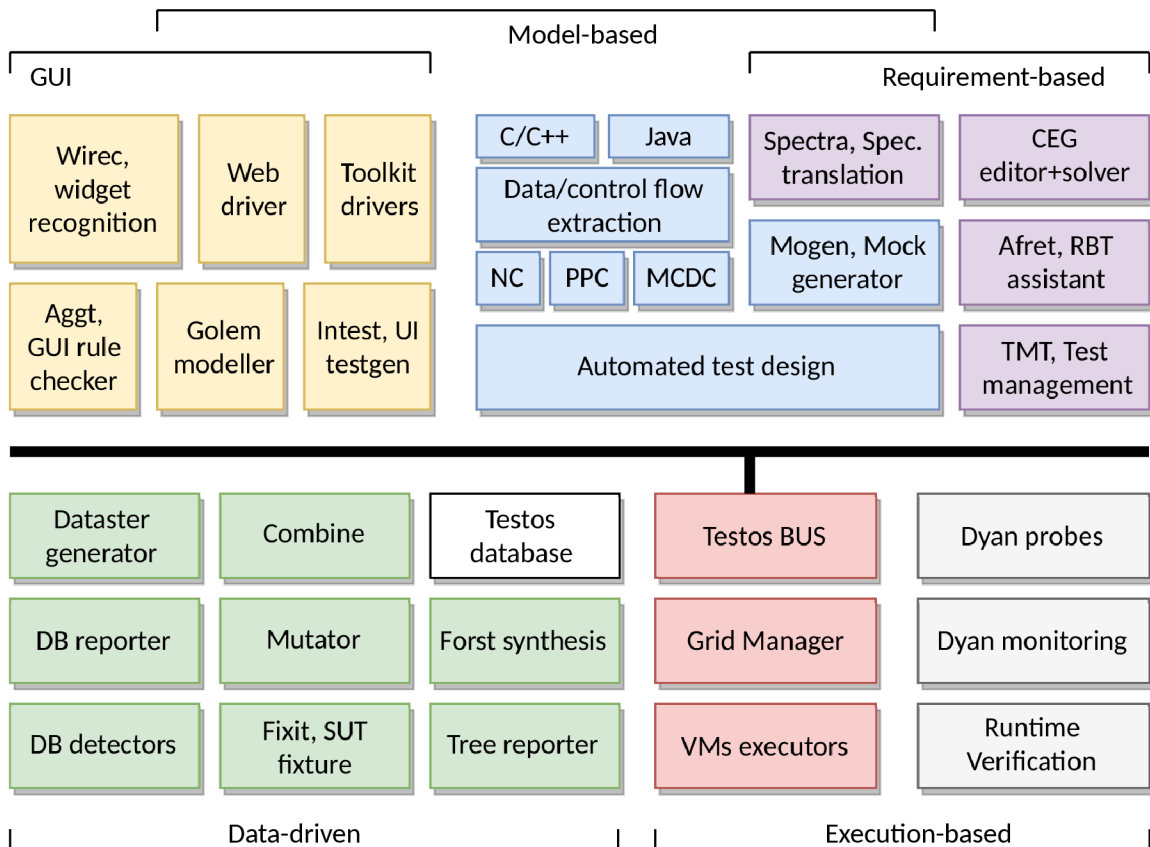 Model-based
GUI
Requirement-based
Wirec,
widget
recognition
Web
driver
Toolkit
drivers
C/C++
Java
Data/control flow
extraction
NC
PPC
MCDC
Spectra, Spec.
translation
CEG
editor+solver
Mogen, Mock
generator
Afret, RBT
assistant
Aggt,
GUI rule
checker
Golem
modeller
Intest, UI
testgen
Automated test design
TMT, Test
management
Dataster
generator
Combine
Testos
database
Testos BUS
Dyan probes
DB reporter
Mutator
Forst synthesis
Grid Manager
Dyan monitoring
DB detectors
Fixit, SUT
fixture
Tree reporter
VMs executors
Runtime
Verification
Data-driven
Execution-based